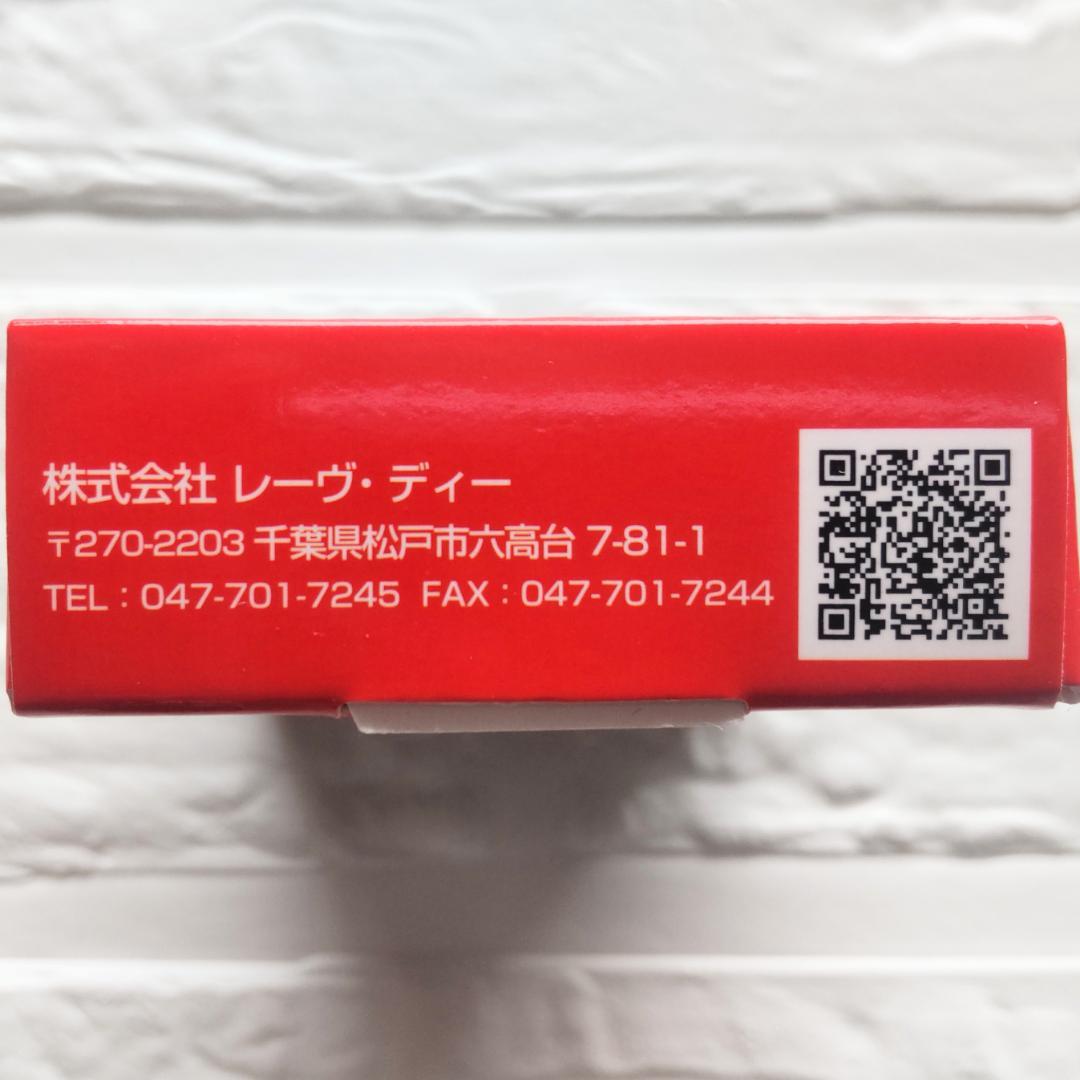 株式会社 レーヴ・ディー
〒270-2203 千葉県松戸市六高台 7-81-1
TEL：047-701-7245 FAX：047-701-7244